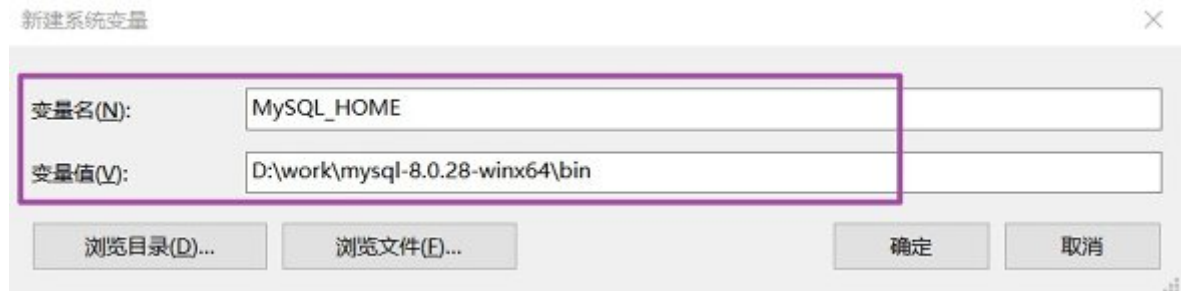 新建系统变量
变量名(N): MySQL_HOME
变量值(V): D:\work\mysql-8.0.28-winx64\bin
浏览目录(D)... 浏览文件(F)... 确定 取消